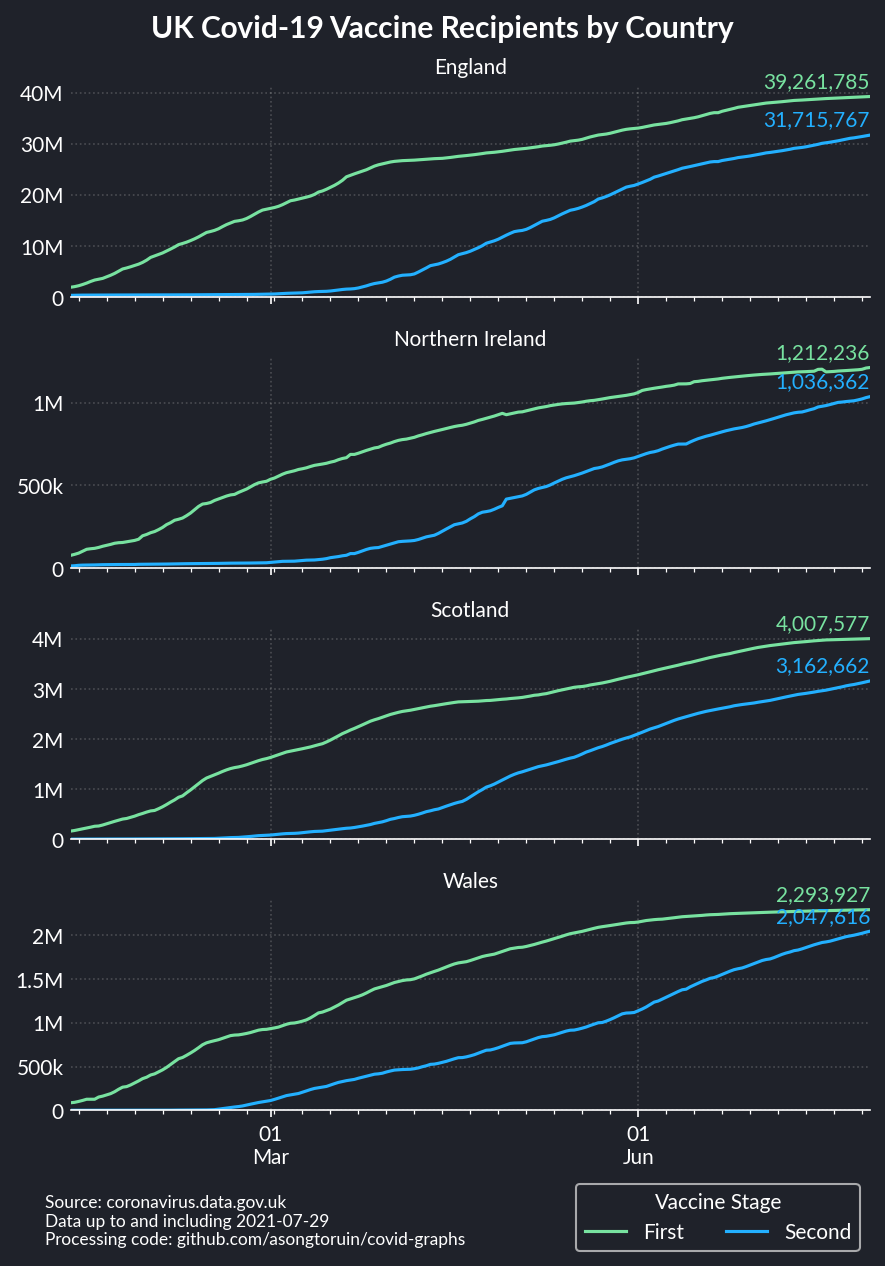 UK Covid-19 Vaccine Recipients by Country
England
39,261,785
40M
31,715,767
30M
20M
10M
0
Northern Ireland
1,212,236
1,036,362
1M
500k
0
Scotland
4,007,577
4M
3,162,662
3M
2M
1M
0
Wales
2,293,927
2,047,616
2M
1.5M
1M
500k
0
01 01
Mar Jun
Source: coronavirus.data.gov.uk
Data up to and including 2021-07-29
Processing code: github.com/asongtoruin/covid-graphs
Vaccine Stage
First Second